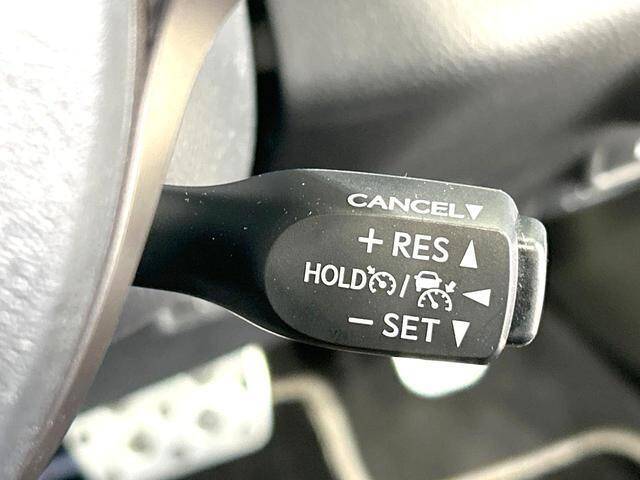 CANCEL▼
+ RES ▲
HOLD / ◀
− SET ▼